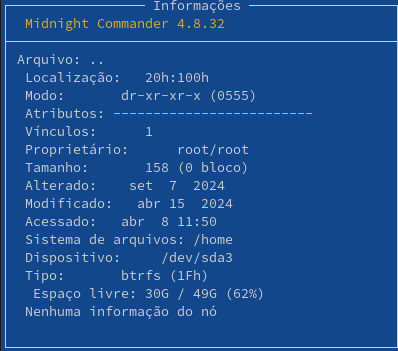 Informações
Midnight Commander 4.8.32
Arquivo: ..
Localização:   20h:100h
Modo:       dr-xr-xr-x (0555)
Atributos: -------------------------
Vínculos:      1
Proprietário:      root/root
Tamanho:       158 (0 bloco)
Alterado:    set  7  2024
Modificado:   abr 15  2024
Acessado:   abr  8 11:50
Sistema de arquivos: /home
Dispositivo:     /dev/sda3
Tipo:       btrfs (1Fh)
Espaço livre: 30G / 49G (62%)
Nenhuma informação do nó